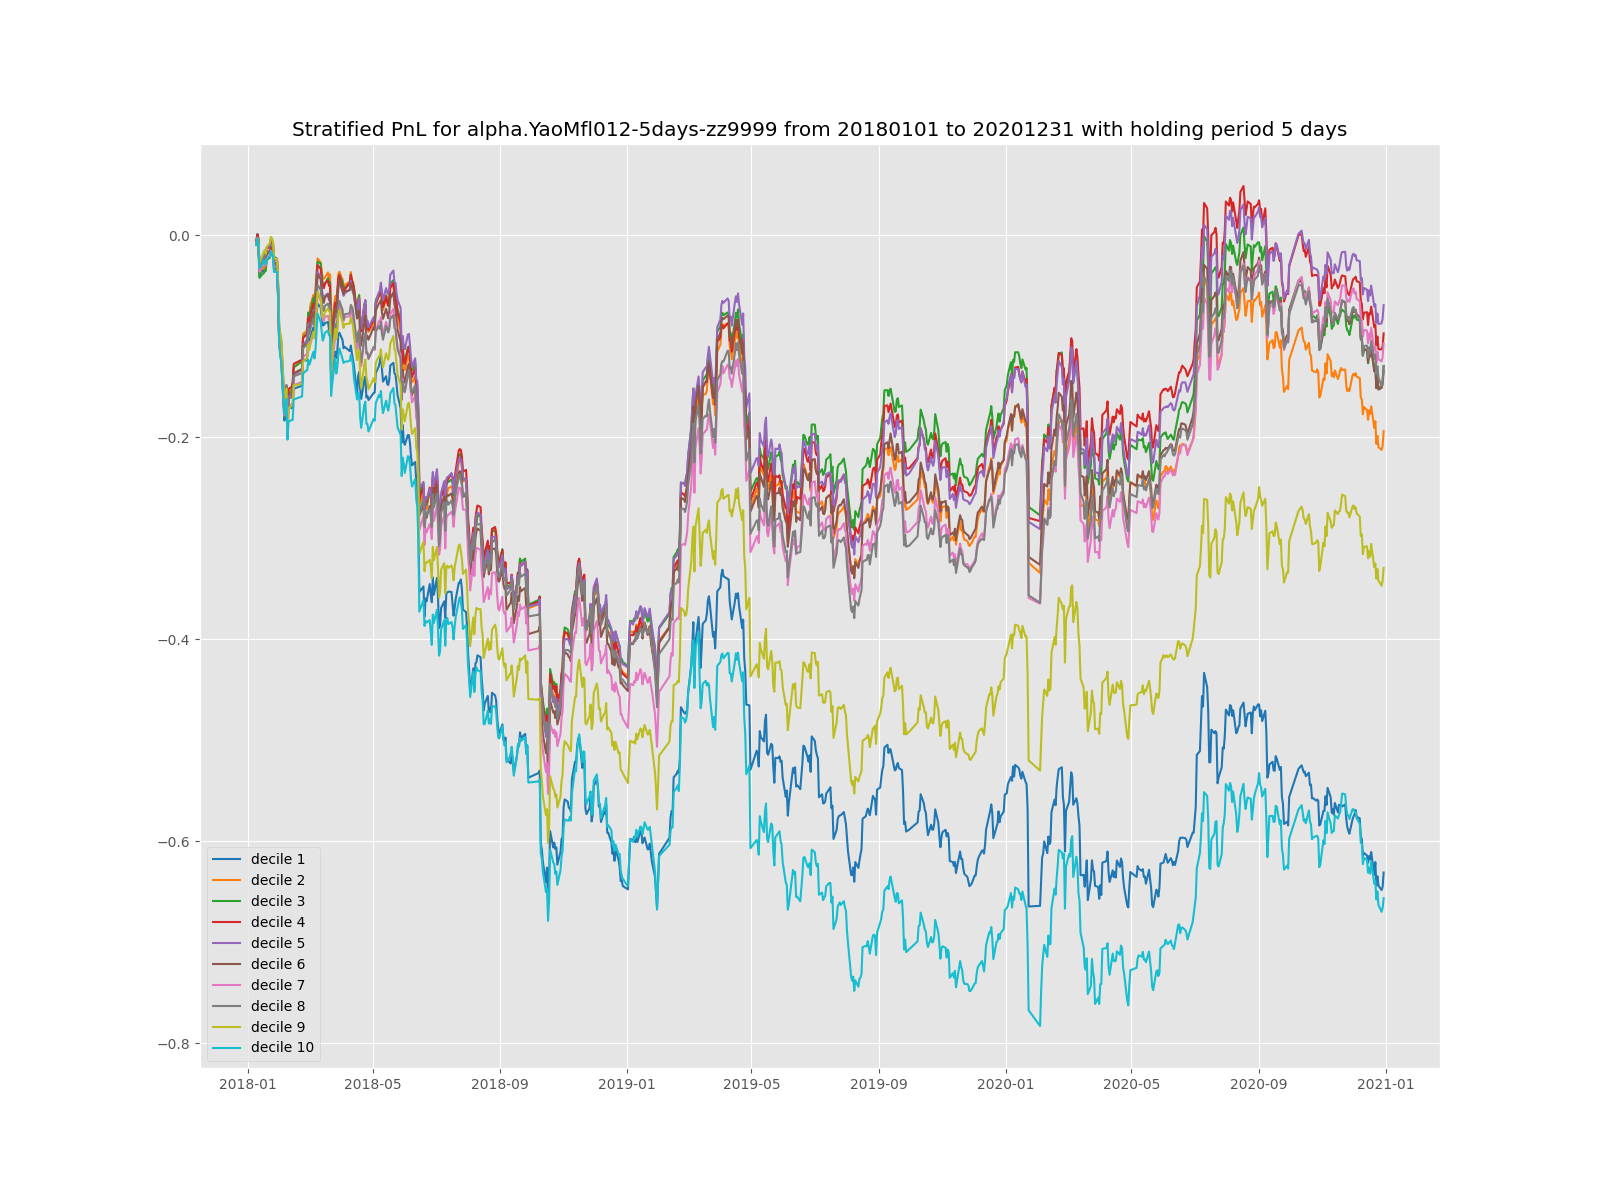 Stratified PnL for alpha.YaoMfl012-5days-zz9999 from 20180101 to 20201231 with holding period 5 days
0.0
−0.2
−0.4
−0.6
−0.8
decile 1
decile 2
decile 3
decile 4
decile 5
decile 6
decile 7
decile 8
decile 9
decile 10
2018-01 2018-05 2018-09 2019-01 2019-05 2019-09 2020-01 2020-05 2020-09 2021-01